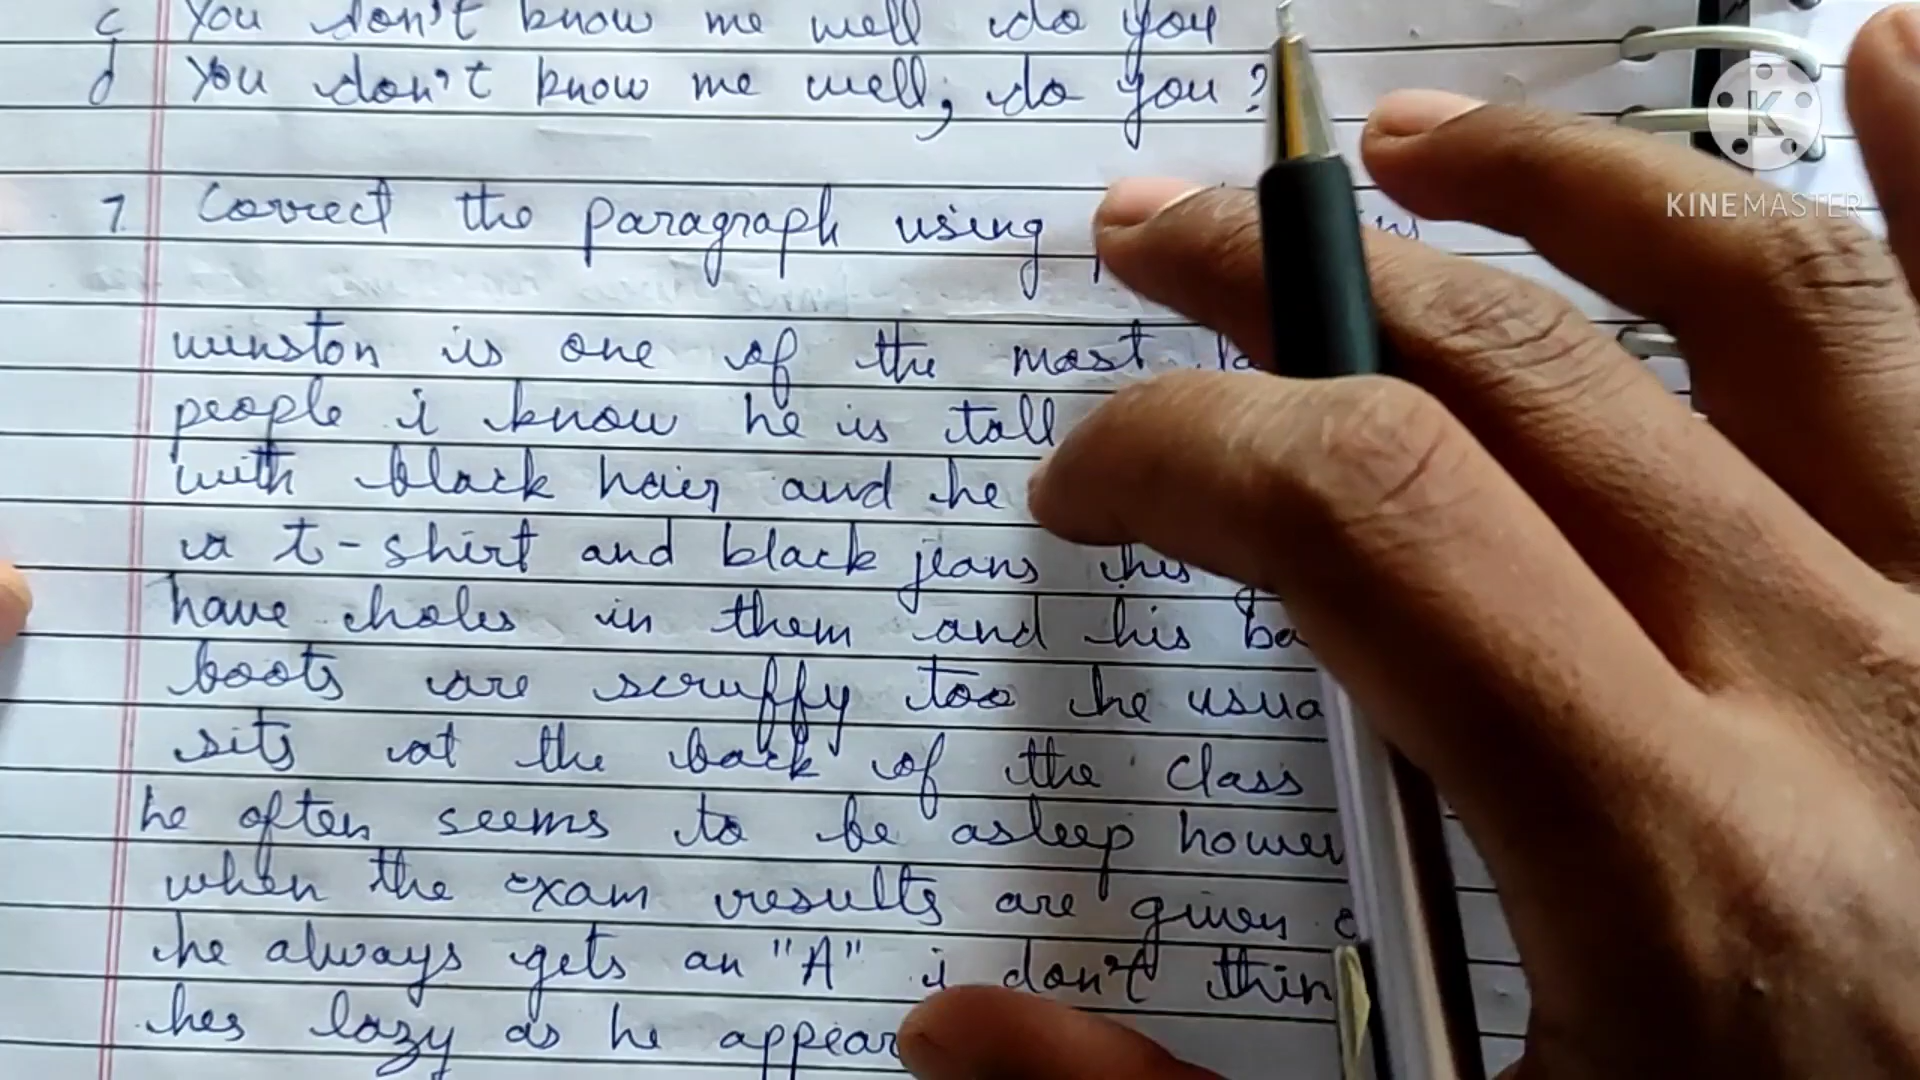 c You don't know me well do you
d You don't know me well; do you?
7. Correct the paragraph using
winston is one of the most
people i know he is tall
with black hair and he
a t-shirt and black jeans his
have holes in them and his
boots are scruffy too he
sits at the back of the class
he often seems to be asleep
when the exam results are given
he always gets an "A" i don't
hes lazy as he
K
KINEMASTER